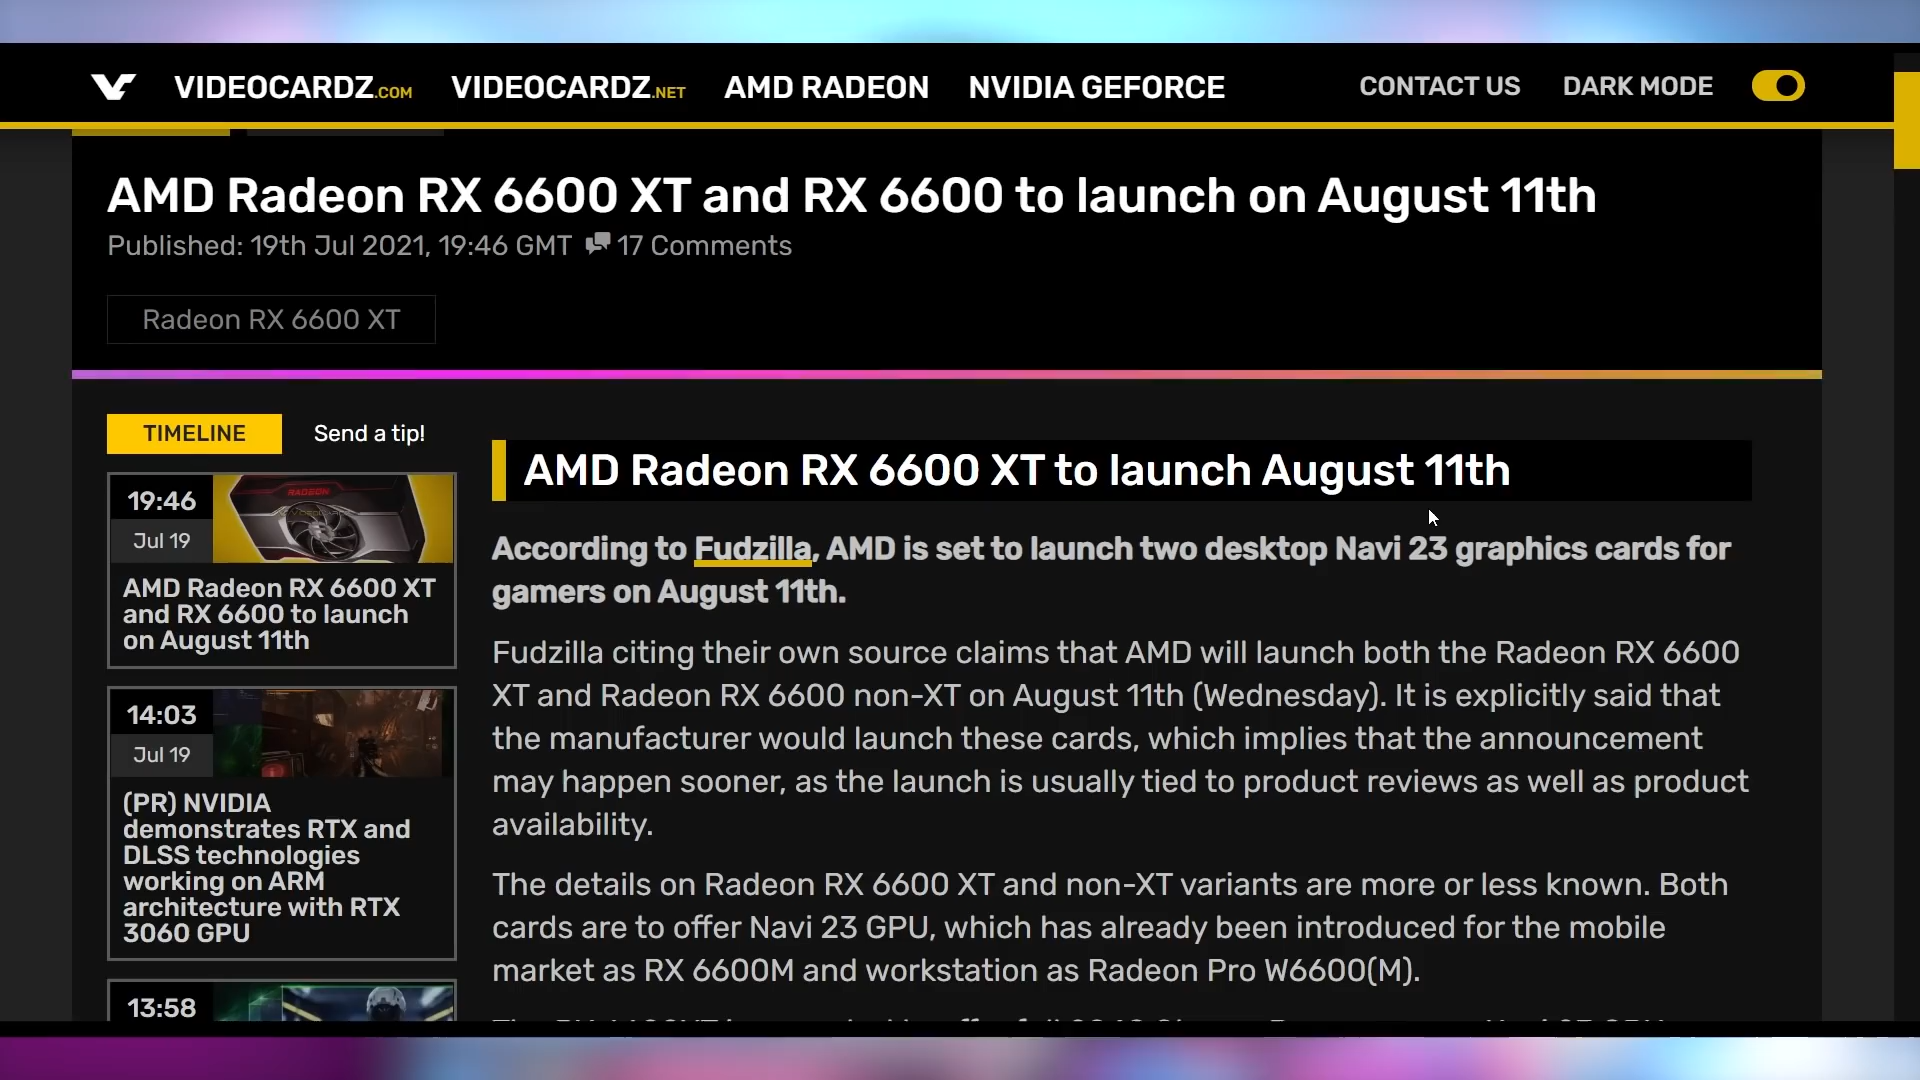 VIDEOCARDZ.COM VIDEOCARDZ.NET AMD RADEON NVIDIA GEFORCE CONTACT US DARK MODE
AMD Radeon RX 6600 XT and RX 6600 to launch on August 11th
Published: 19th Jul 2021, 19:46 GMT 17 Comments
Radeon RX 6600 XT
TIMELINE Send a tip!
19:46
Jul 19
RADEON
AMD Radeon RX 6600 XT
and RX 6600 to launch
on August 11th
14:03
Jul 19
(PR) NVIDIA
demonstrates RTX and
DLSS technologies
working on ARM
architecture with RTX
3060 GPU
13:58
AMD Radeon RX 6600 XT to launch August 11th
According to Fudzilla, AMD is set to launch two desktop Navi 23 graphics cards for
gamers on August 11th.
Fudzilla citing their own source claims that AMD will launch both the Radeon RX 6600
XT and Radeon RX 6600 non-XT on August 11th (Wednesday). It is explicitly said that
the manufacturer would launch these cards, which implies that the announcement
may happen sooner, as the launch is usually tied to product reviews as well as product
availability.
The details on Radeon RX 6600 XT and non-XT variants are more or less known. Both
cards are to offer Navi 23 GPU, which has already been introduced for the mobile
market as RX 6600M and workstation as Radeon Pro W6600(M).